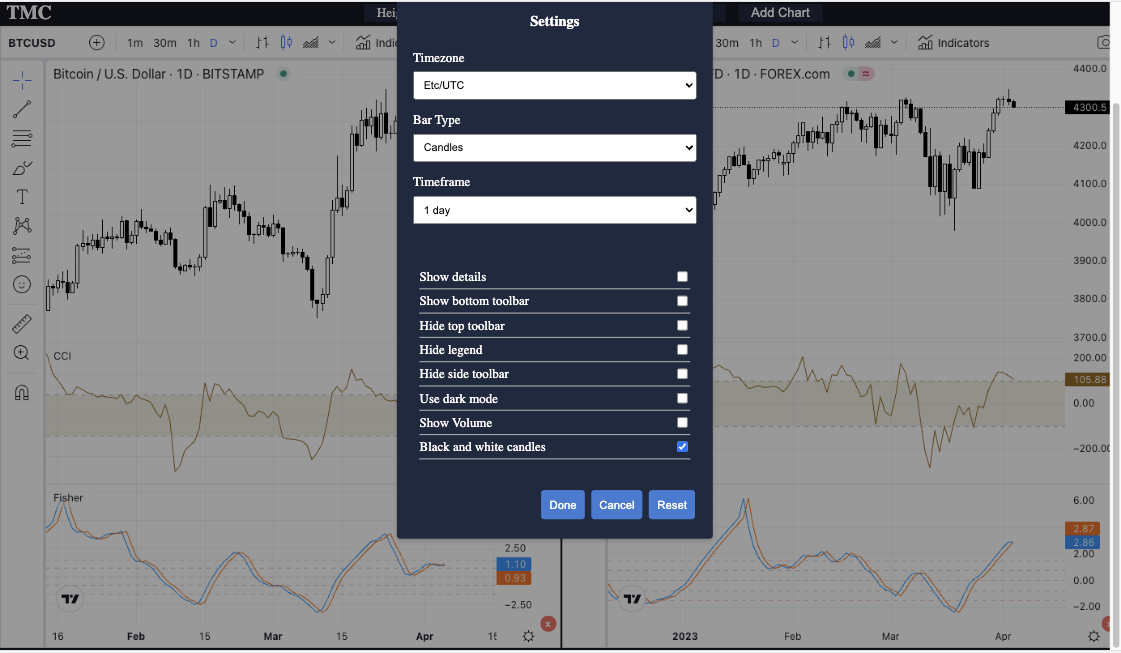 TMC
Hei
Add Chart
BTCUSD
1m 30m 1h D
Indic
30m 1h D
Indicators
Bitcoin / U.S. Dollar · 1D · BITSTAMP
D · 1D · FOREX.com
Settings
Timezone
Etc/UTC
Bar Type
Candles
Timeframe
1 day
Show details
Show bottom toolbar
Hide top toolbar
Hide legend
Hide side toolbar
Use dark mode
Show Volume
Black and white candles
Done Cancel Reset
CCI
Fisher
2.50
1.10
0.93
−2.50
16 Feb 15 Mar 15 Apr 15
x
4400.0
4300.5
4200.0
4100.0
4000.0
3900.0
3800.0
3700.0
200.00
105.88
0.00
−200.00
6.00
2.87
2.86
2.00
0.00
−2.00
2023 Feb Mar Apr
x